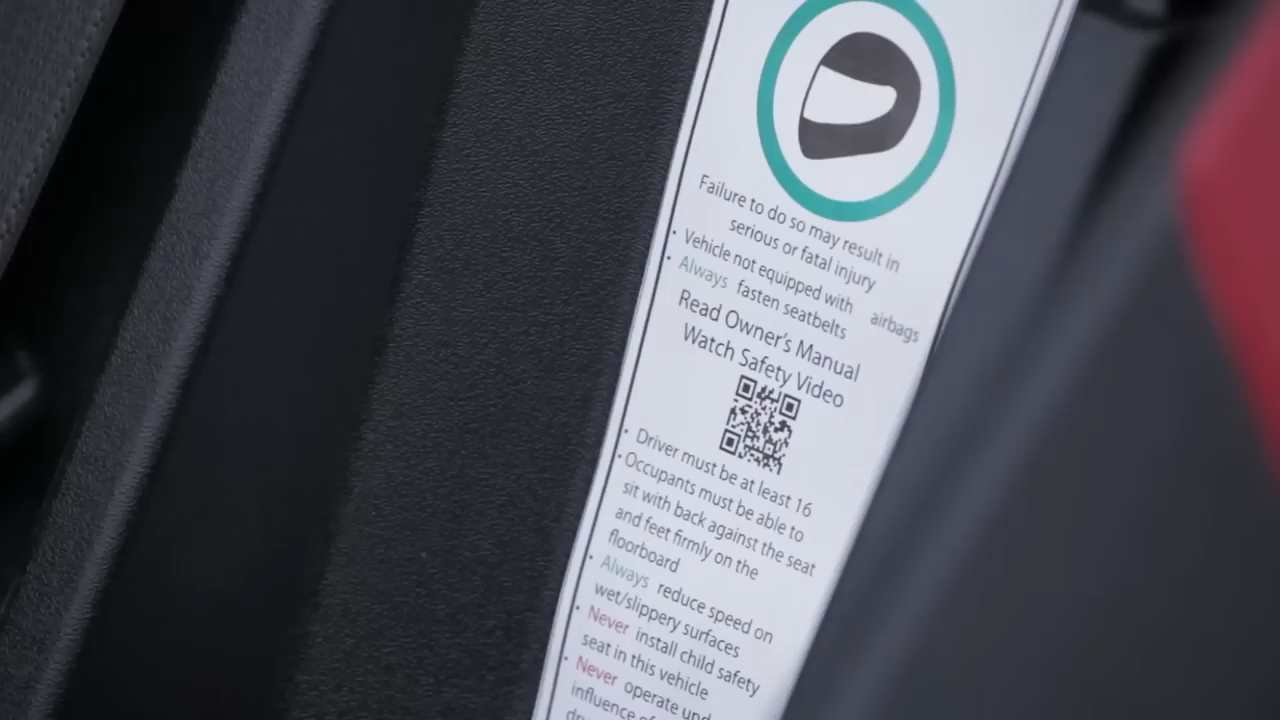 Failure to do so may result in
serious or fatal injury
• Vehicle not equipped with airbags
• Always fasten seatbelts
Read Owner's Manual
Watch Safety Video
• Driver must be at least 16
• Occupants must be able to
sit with back against the seat
and feet firmly on the
floorboard
• Always reduce speed on
wet/slippery surfaces
• Never install child safety
seat in this vehicle
• Never operate
influence